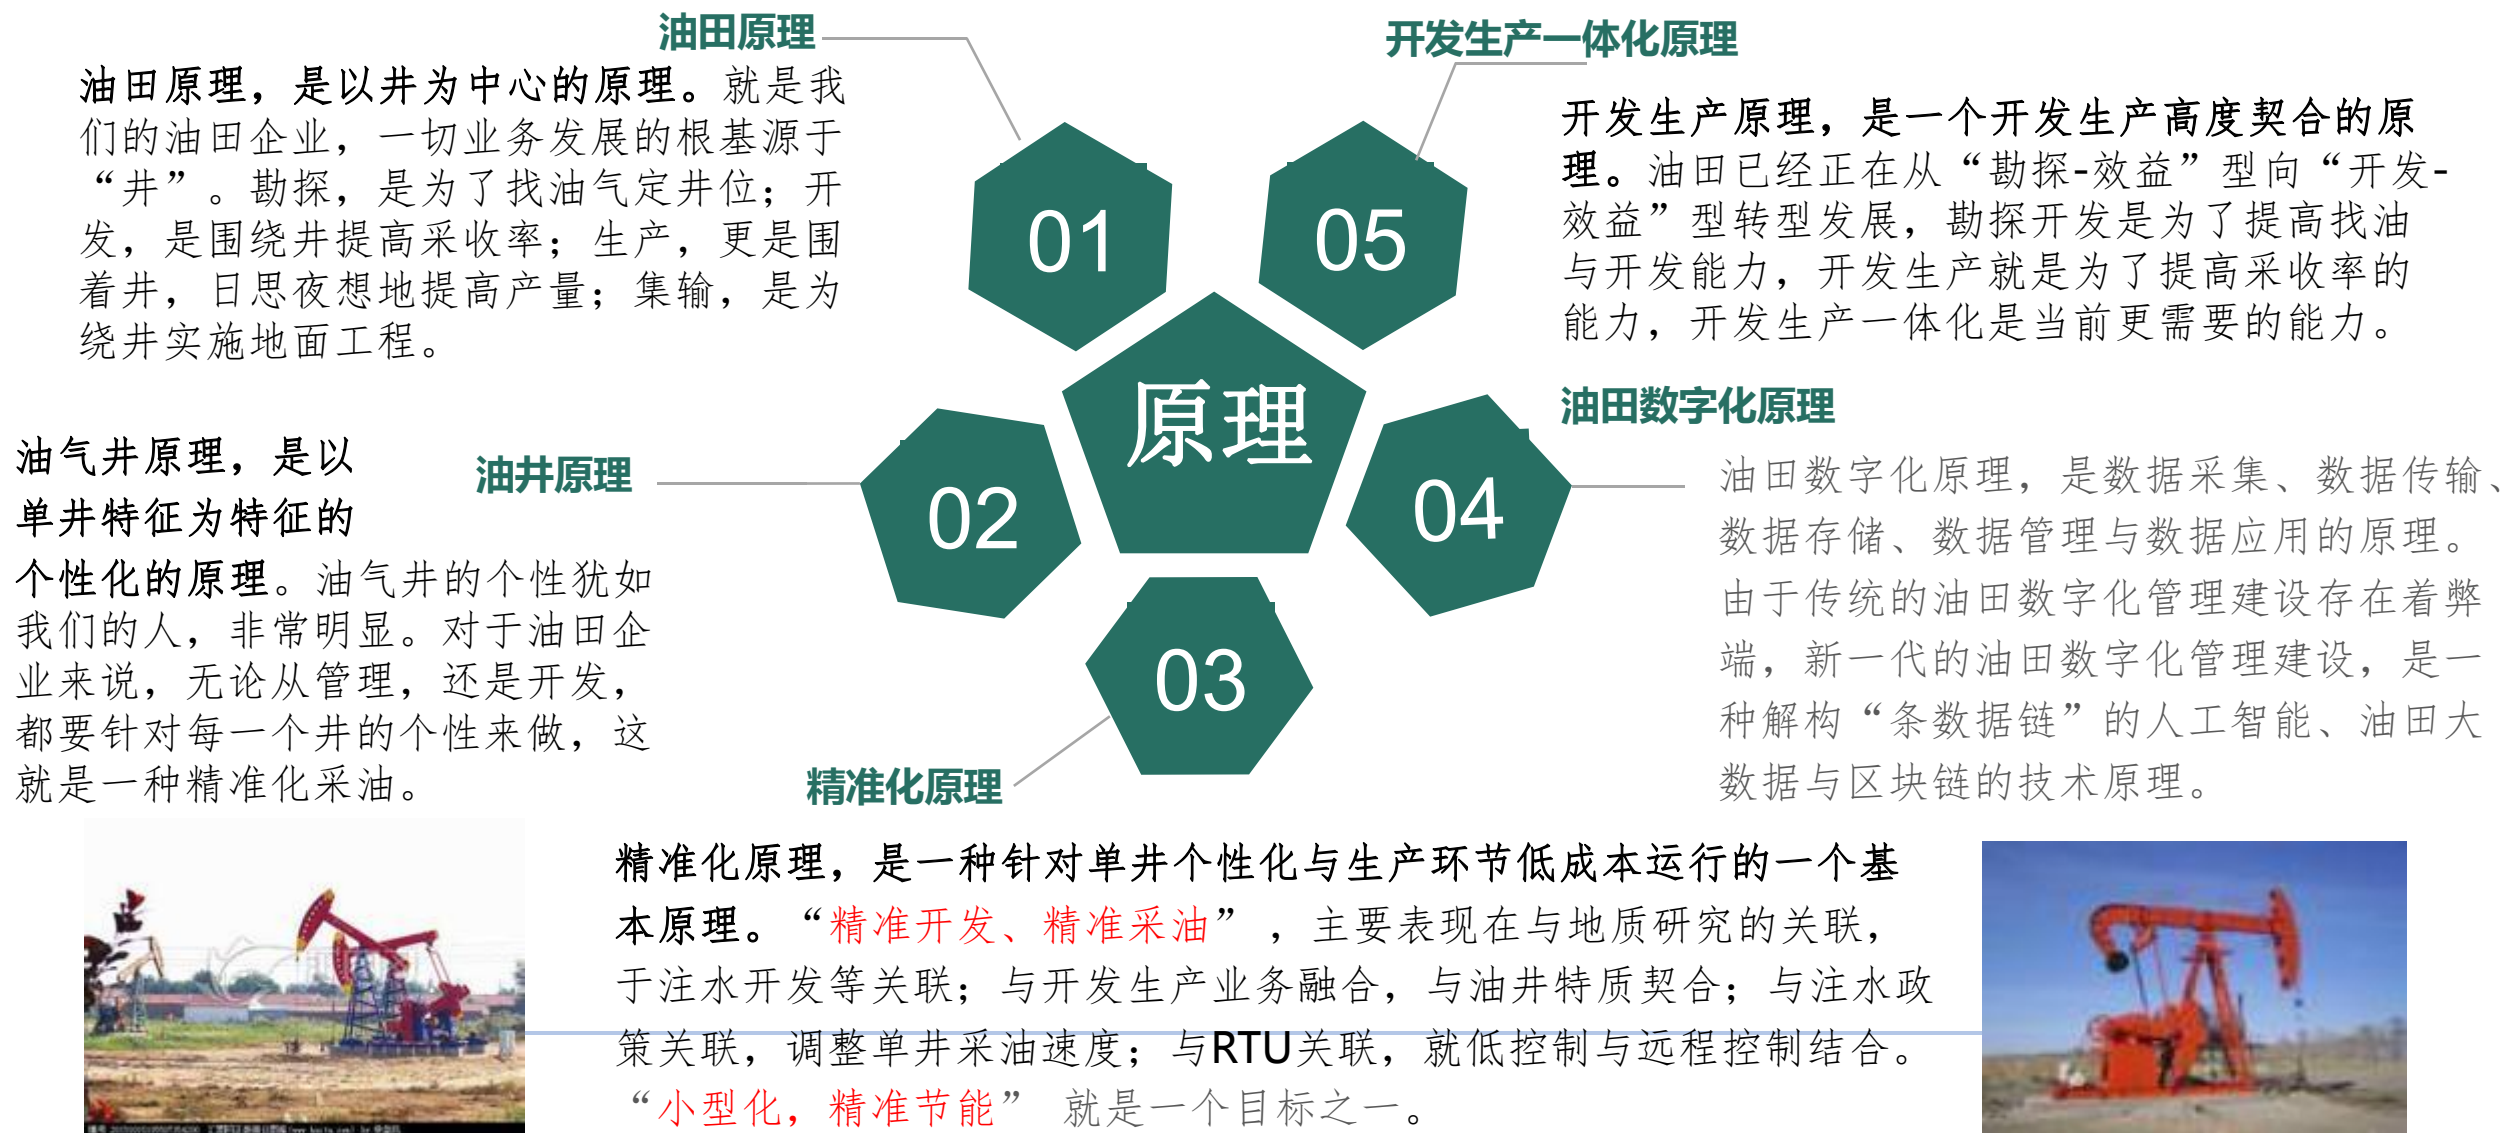 油田原理
油田原理，是以井为中心的原理。就是我
们的油田企业，一切业务发展的根基源于
“井”。勘探，是为了找油气定井位；开
发，是围绕井提高采收率；生产，更是围
着井，日思夜想地提高产量；集输，是为
绕井实施地面工程。
01
油井原理
油气井原理，是以
单井特征为特征的
个性化的原理。油气井的个性犹如
我们的人，非常明显。对于油田企
业来说，无论从管理，还是开发，
都要针对每一个井的个性来做，这
就是一种精准化采油。
02
原理
03
精准化原理
精准化原理，是一种针对单井个性化与生产环节低成本运行的一个基
本原理。“精准开发、精准采油”，主要表现在与地质研究的关联，
于注水开发等关联；与开发生产业务融合，与油井特质契合；与注水政
策关联，调整单井采油速度；与RTU关联，就低控制与远程控制结合。
“小型化，精准节能” 就是一个目标之一。
04
油田数字化原理
油田数字化原理，是数据采集、数据传输、
数据存储、数据管理与数据应用的原理。
由于传统的油田数字化管理建设存在着弊
端，新一代的油田数字化管理建设，是一
种解构“条数据链”的人工智能、油田大
数据与区块链的技术原理。
05
开发生产一体化原理
开发生产原理，是一个开发生产高度契合的原
理。油田已经正在从“勘探-效益”型向“开发-
效益”型转型发展，勘探开发是为了提高找油
与开发能力，开发生产就是为了提高采收率的
能力，开发生产一体化是当前更需要的能力。